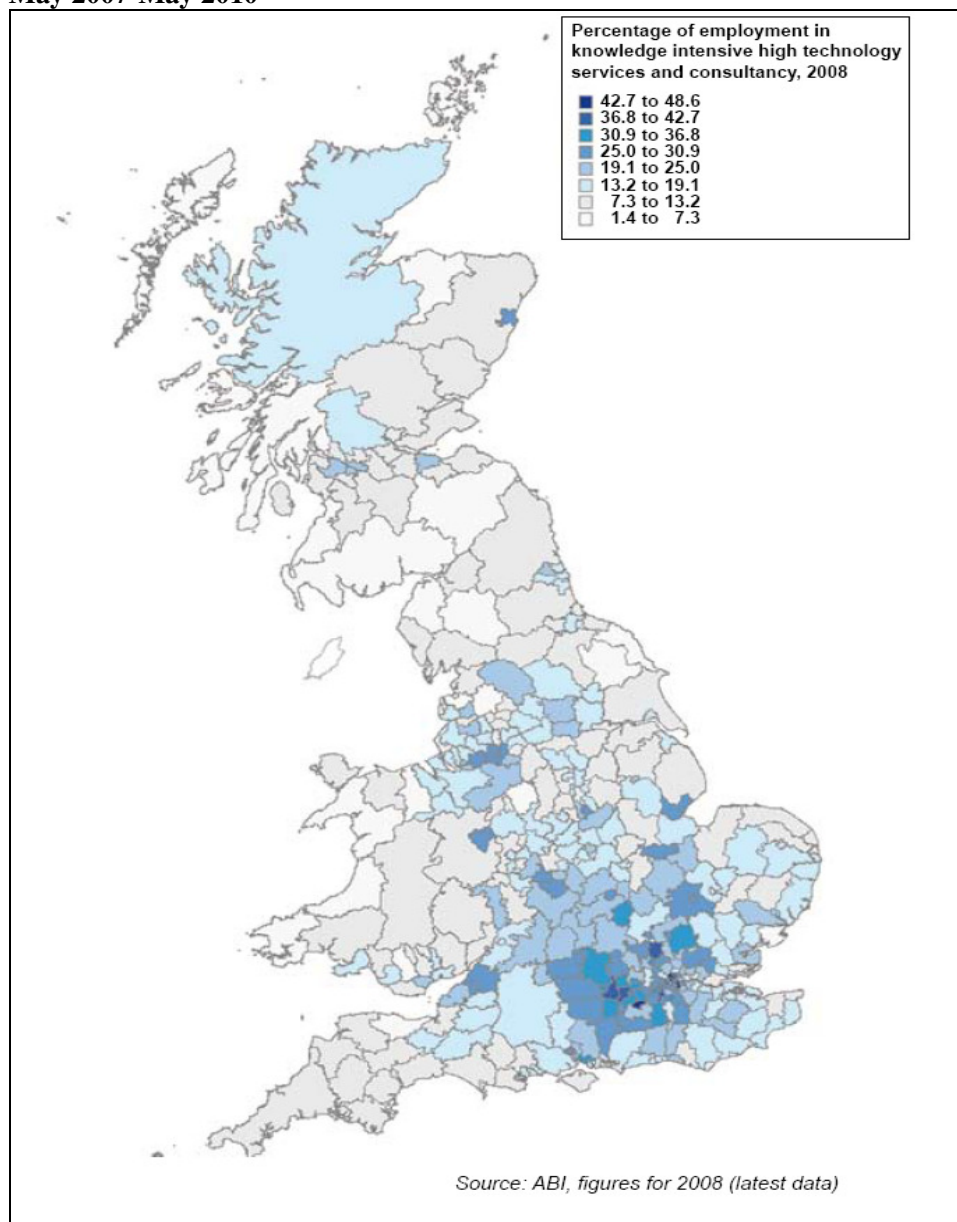 May 2007-May 2010
Percentage of employment in
knowledge intensive high technology
services and consultancy, 2008
42.7 to 48.6
36.8 to 42.7
30.9 to 36.8
25.0 to 30.9
19.1 to 25.0
13.2 to 19.1
7.3 to 13.2
1.4 to 7.3
Source: ABI, figures for 2008 (latest data)